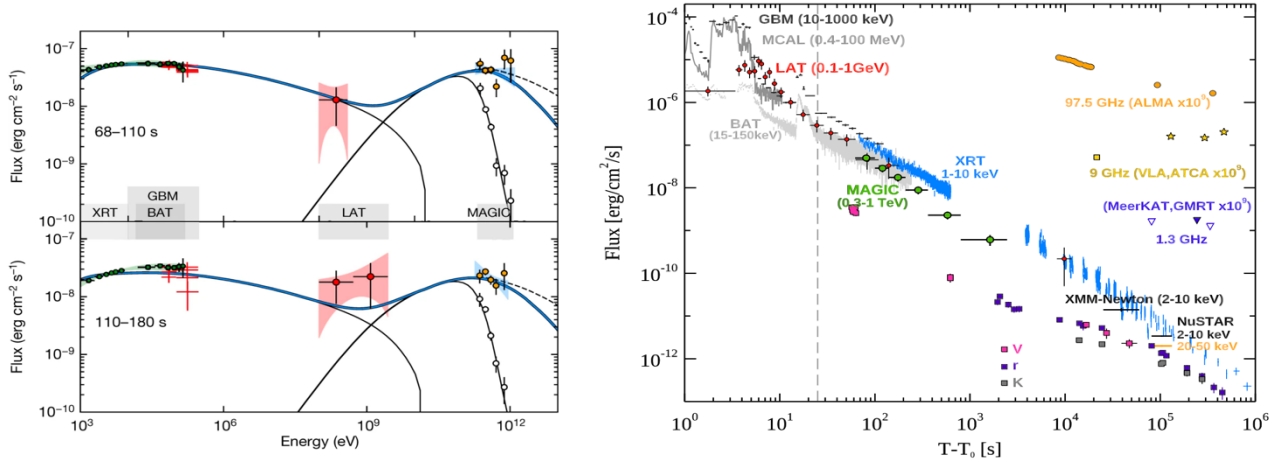 Flux (erg cm⁻² s⁻¹)
10⁻⁶
10⁻⁷
10⁻⁸
10⁻⁹
10⁻¹⁰
68–110 s
GBM
XRT
BAT
LAT
MAGIC
Flux (erg cm⁻² s⁻¹)
10⁻⁷
10⁻⁸
10⁻⁹
10⁻¹⁰
110–180 s
10³
10⁶
10⁹
10¹²
Energy (eV)
Flux [erg/cm²/s]
10⁻⁴
10⁻⁶
10⁻⁸
10⁻¹⁰
10⁻¹²
GBM (10-1000 keV)
MCAL (0.4-100 MeV)
LAT (0.1-1GeV)
BAT
(15-150keV)
XRT
1-10 keV
MAGIC
(0.3-1 TeV)
97.5 GHz (ALMA x10⁹)
9 GHz (VLA,ATCA x10⁹)
(MeerKAT,GMRT x10⁹)
1.3 GHz
XMM-Newton (2-10 keV)
NuSTAR
2-10 keV
20-50 keV
V
r
K
10⁰
10¹
10²
10³
10⁴
10⁵
10⁶
T-T₀ [s]